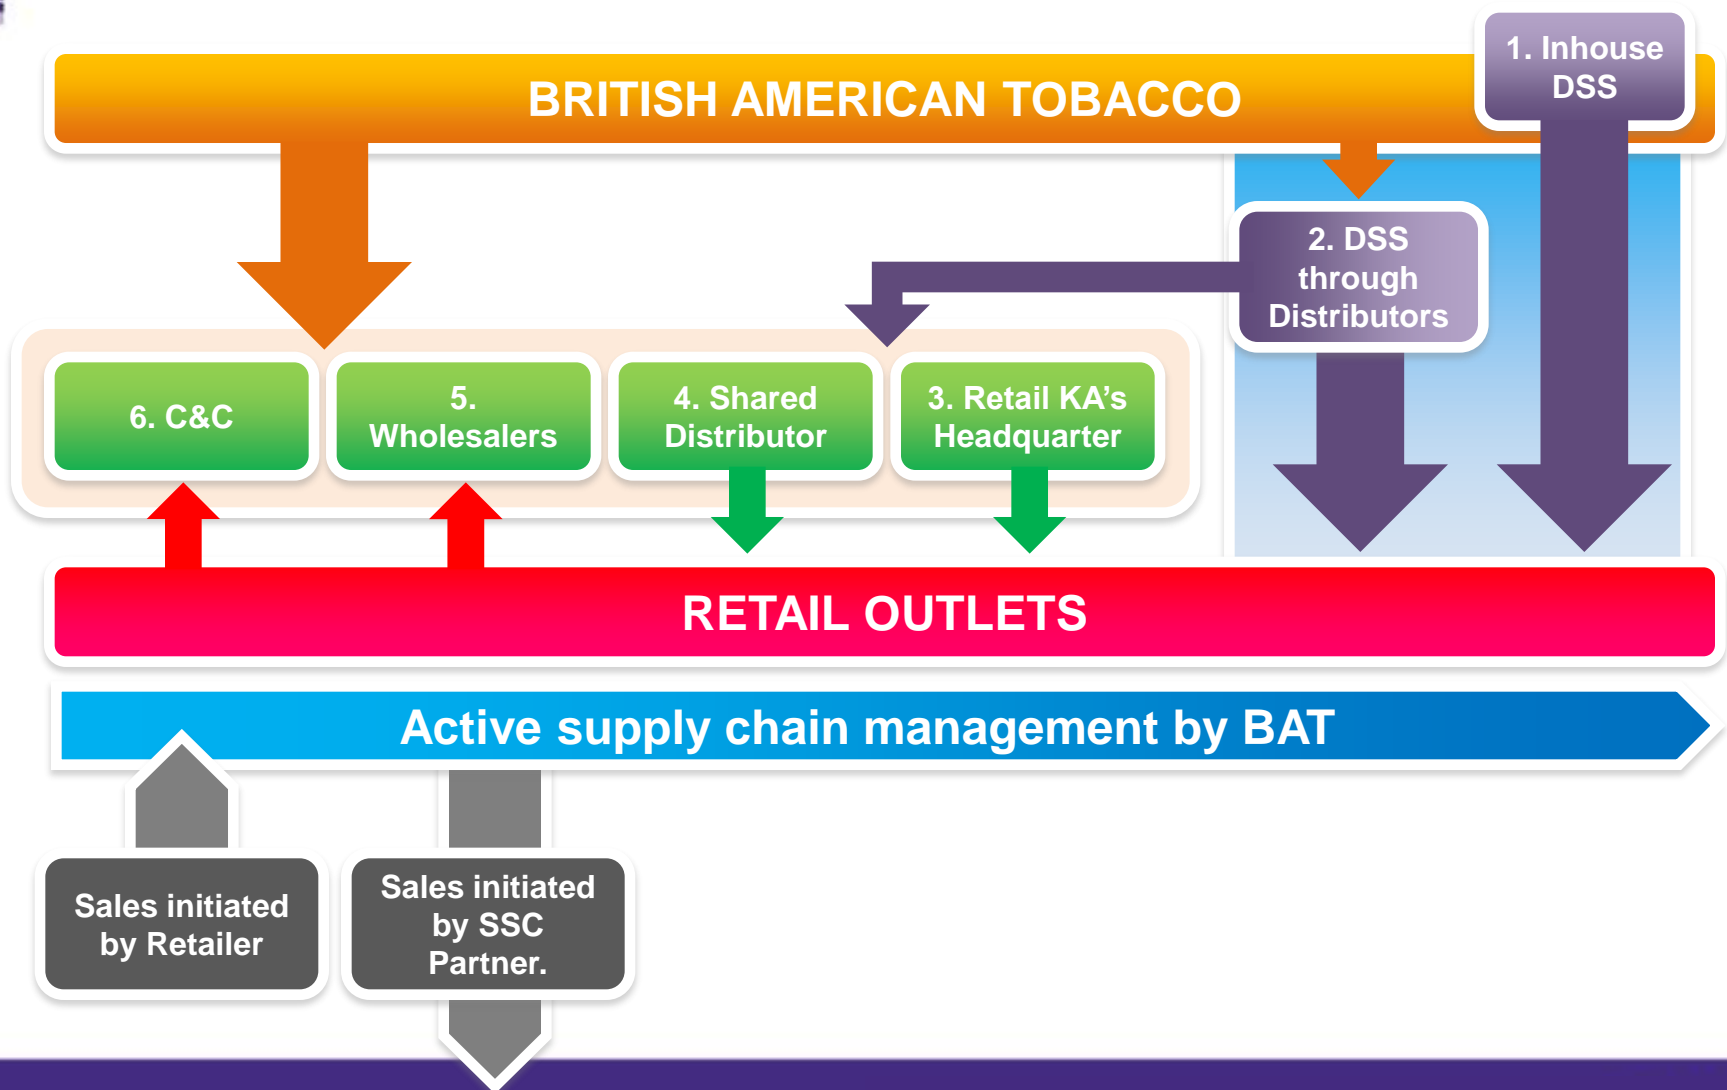 1. Inhouse
DSS
BRITISH AMERICAN TOBACCO
2. DSS
through
Distributors
6. C&C
5.
Wholesalers
4. Shared
Distributor
3. Retail KA's
Headquarter
RETAIL OUTLETS
Active supply chain management by BAT
Sales initiated
by Retailer
Sales initiated
by SSC
Partner.